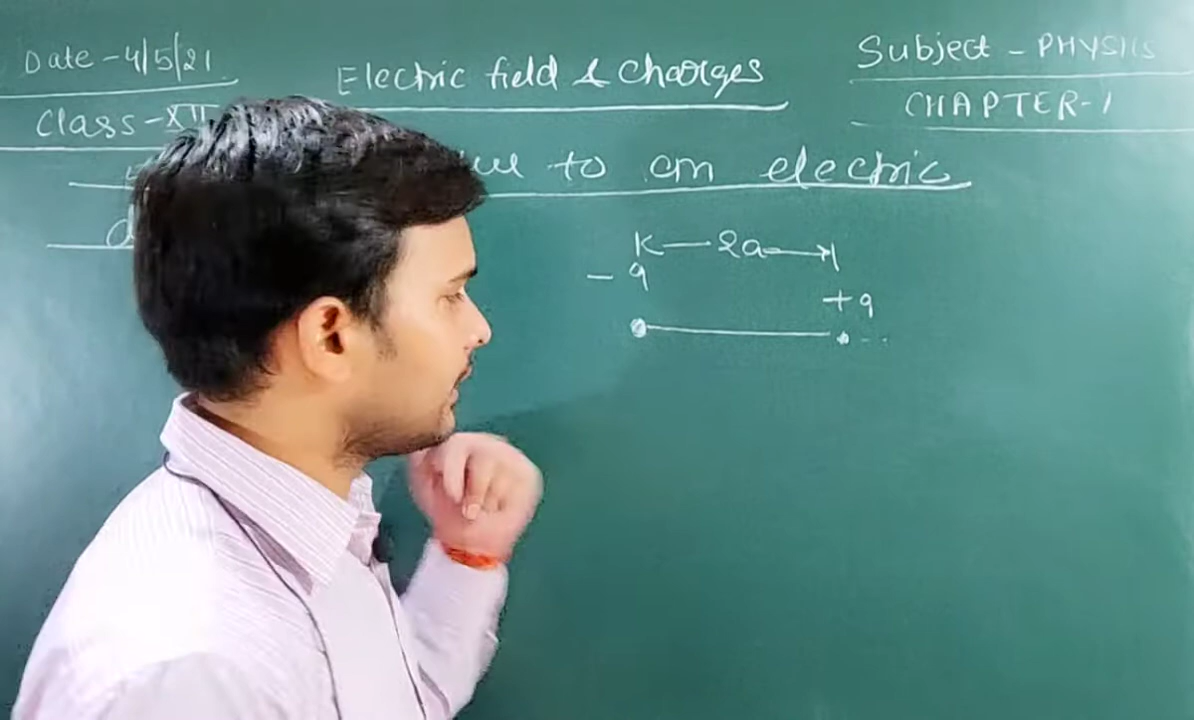 Date - 4/5/21
Electric field & Charges
Subject - PHYSICS
Class - XII
CHAPTER-1
to an electric
2a
- q
+ q